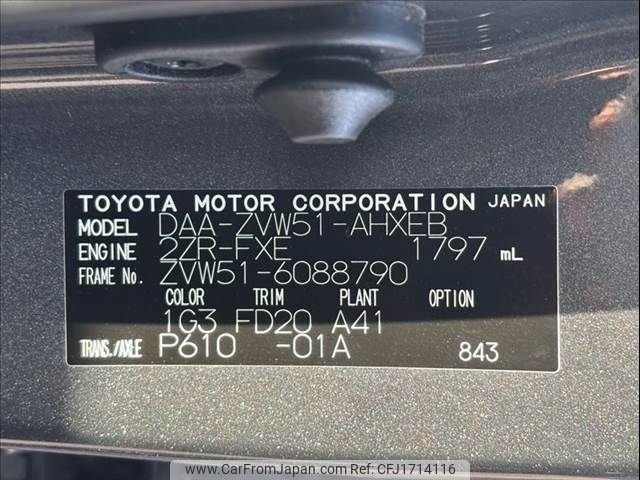 TOYOTA MOTOR CORPORATION JAPAN
MODEL DAA-ZVW51-AHXEB
ENGINE 2ZR-FXE 1797 mL
FRAME No. ZVW51-6088790
COLOR TRIM PLANT OPTION
1G3 FD20 A41
TRANS./AXLE P610 -01A 843
www.CarFromJapan.com REFID: CFJ1714116